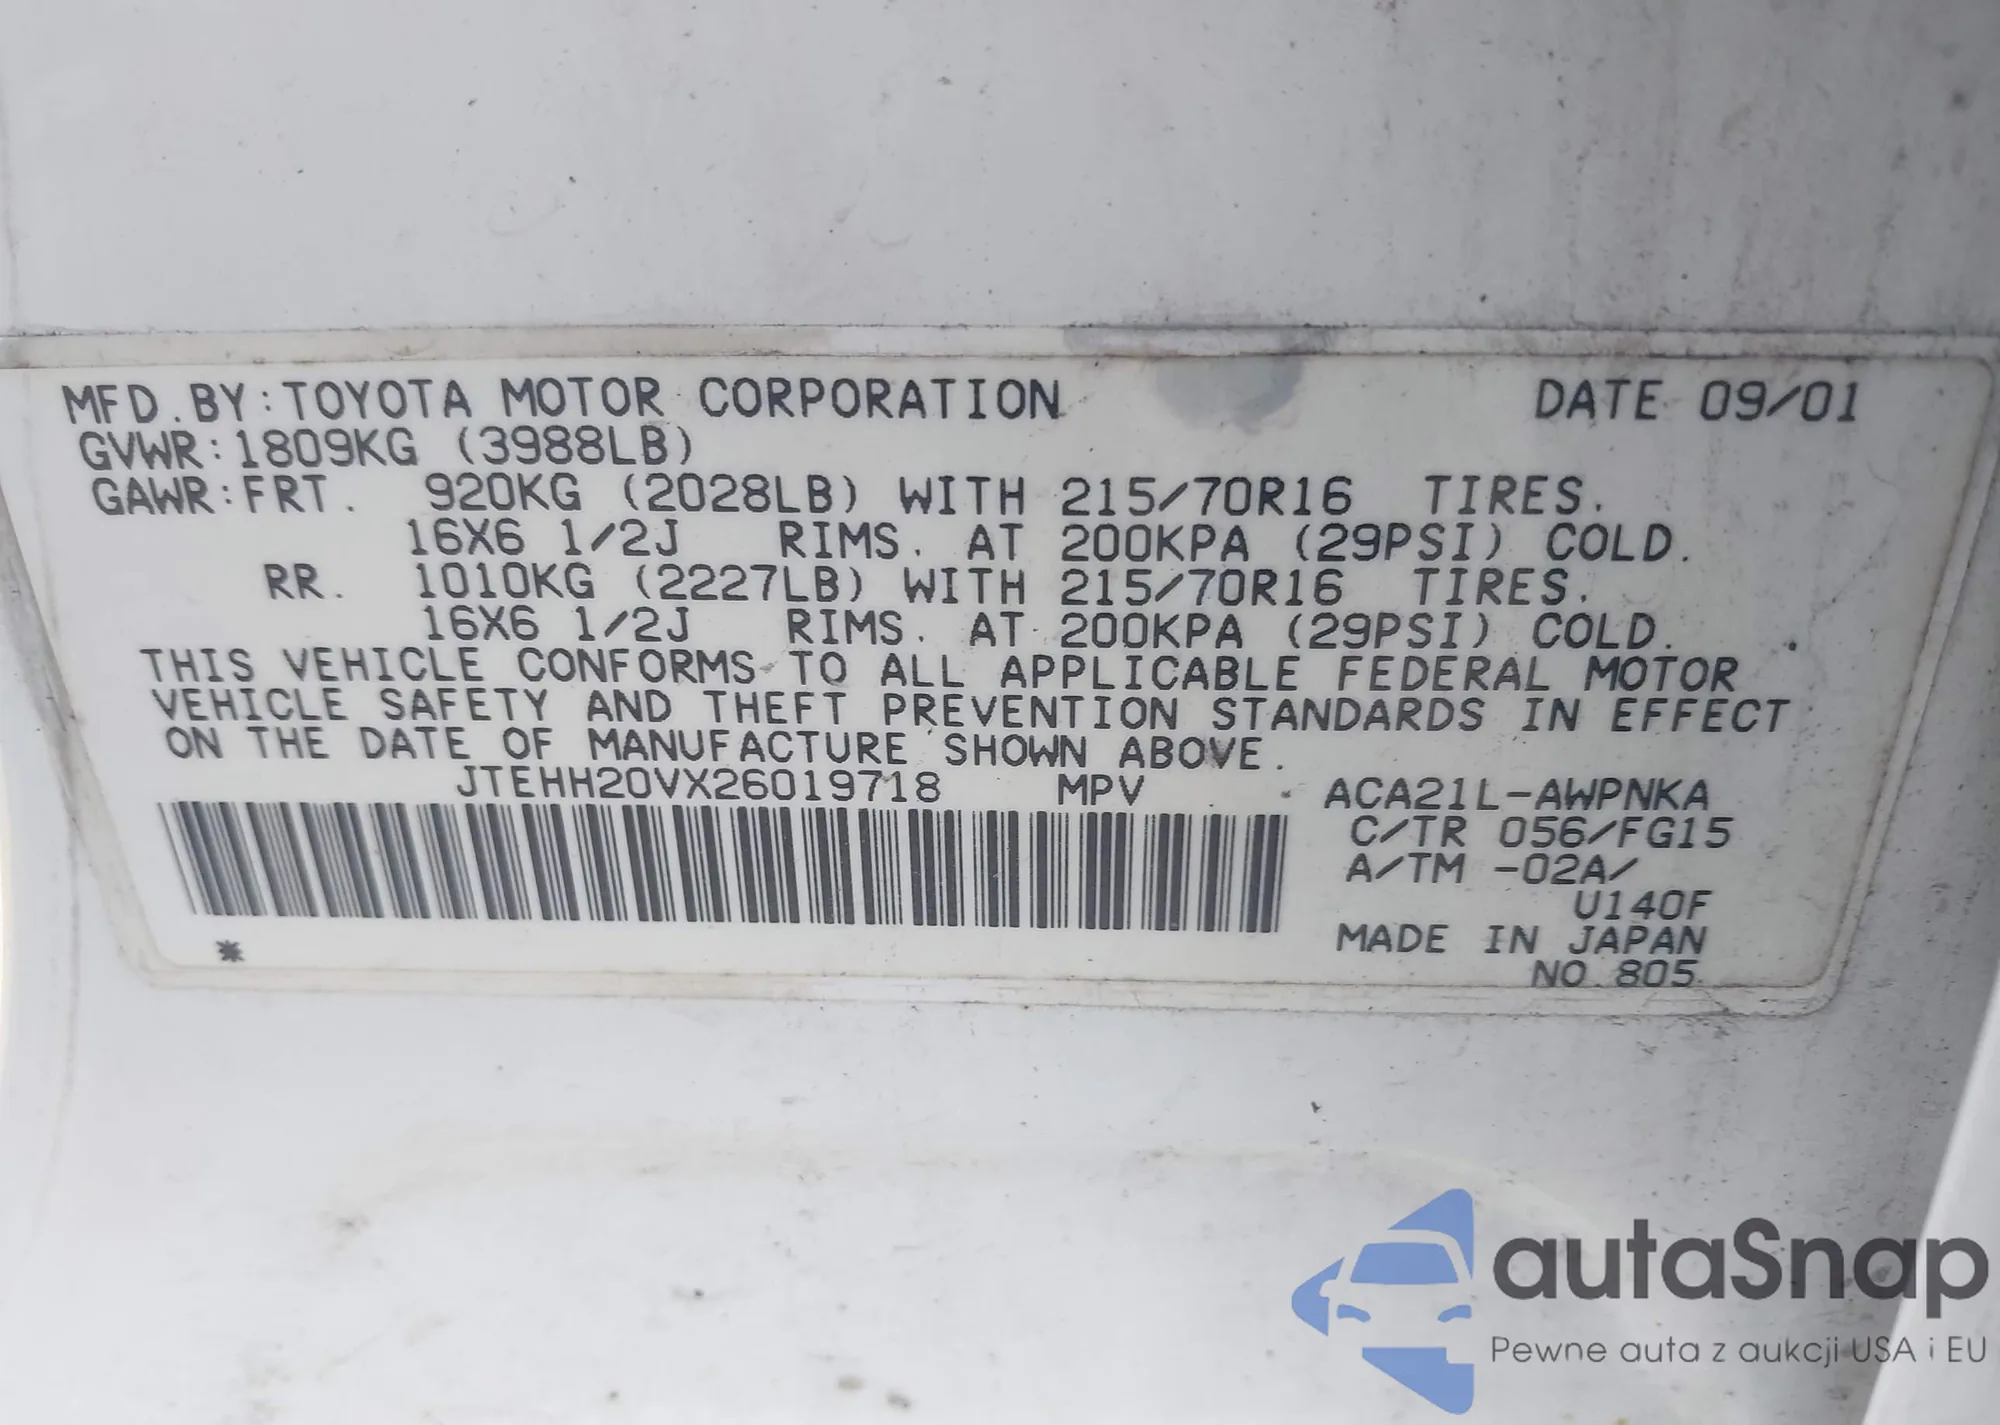 MFD.BY:TOYOTA MOTOR CORPORATION DATE 09/01
GVWR:1809KG (3988LB)
GAWR:FRT. 920KG (2028LB) WITH 215/70R16 TIRES.
16X6 1/2J RIMS. AT 200KPA (29PSI) COLD.
RR. 1010KG (2227LB) WITH 215/70R16 TIRES.
16X6 1/2J RIMS. AT 200KPA (29PSI) COLD.
THIS VEHICLE CONFORMS TO ALL APPLICABLE FEDERAL MOTOR
VEHICLE SAFETY AND THEFT PREVENTION STANDARDS IN EFFECT
ON THE DATE OF MANUFACTURE SHOWN ABOVE.
JTEHH20VX26019718 MPV ACA21L-AWPNKA
C/TR 056/FG15
A/TM -02A/
U140F
MADE IN JAPAN
*
NO.805
autaSnap
Pewne auta z aukcji USA i EU